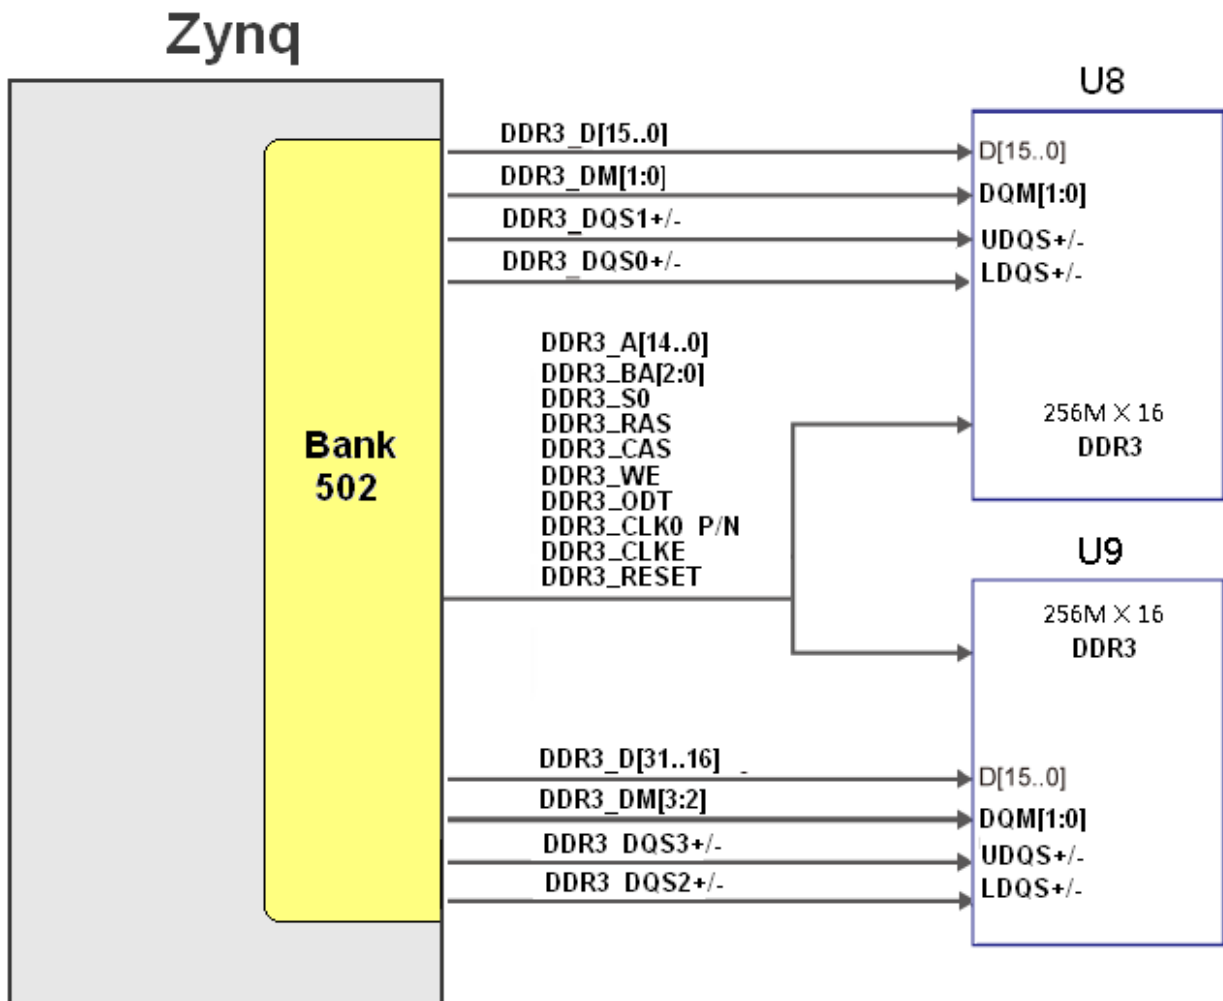 Zynq
U8
DDR3_D[15..0]
D[15..0]
DDR3_DM[1:0]
DQM[1:0]
DDR3_DQS1+/-
UDQS+/-
DDR3_DQS0+/-
LDQS+/-
DDR3_A[14..0]
DDR3_BA[2:0]
DDR3_S0
DDR3_RAS
DDR3_CAS
DDR3_WE
DDR3_ODT
DDR3_CLK0 P/N
DDR3_CLKE
DDR3_RESET
256M × 16
DDR3
Bank
502
U9
256M × 16
DDR3
DDR3_D[31..16]
D[15..0]
DDR3_DM[3:2]
DQM[1:0]
DDR3 DQS3+/-
UDQS+/-
DDR3 DQS2+/-
LDQS+/-